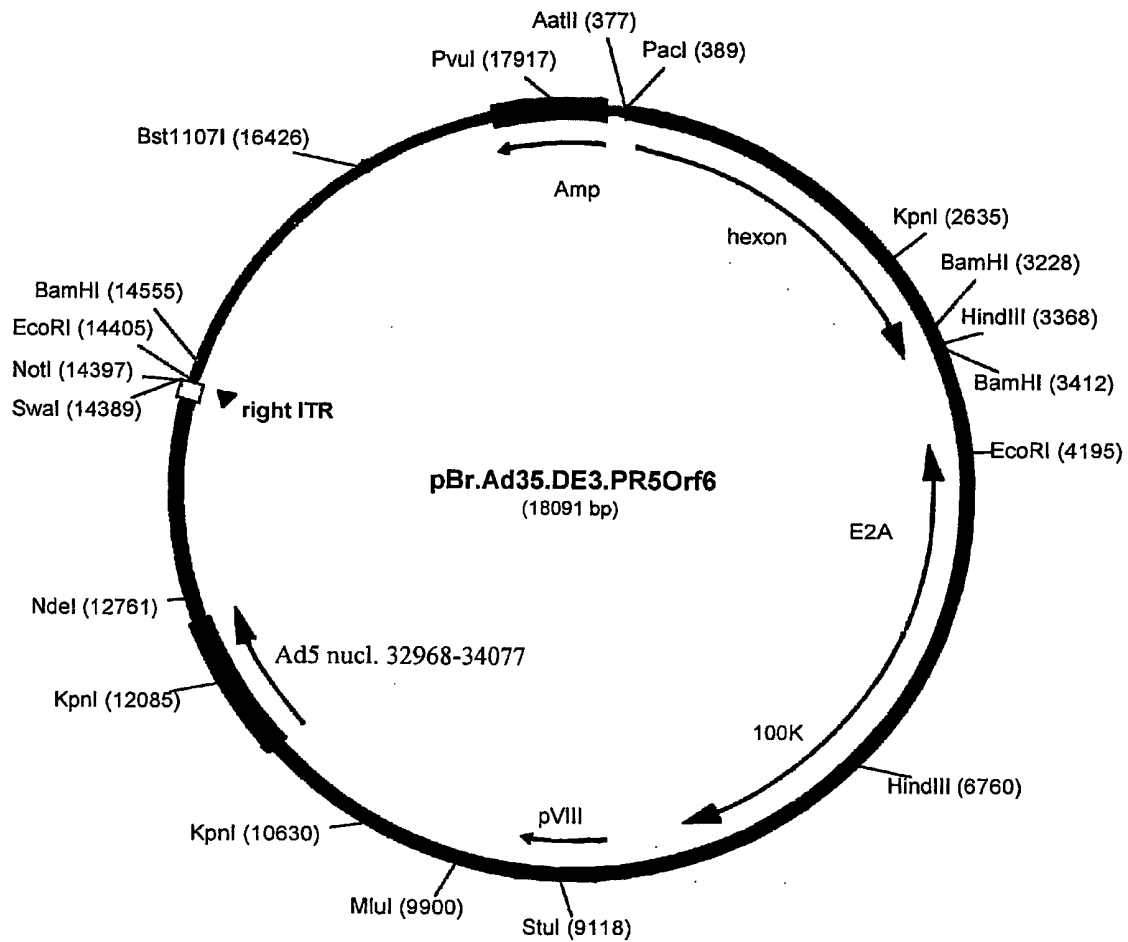 AatII (377)
PvuI (17917)
PacI (389)
Bst1107I (16426)
Amp
hexon
KpnI (2635)
BamHI (3228)
HindIII (3368)
BamHI (3412)
EcoRI (4195)
BamHI (14555)
EcoRI (14405)
NotI (14397)
SwaI (14389)
right ITR
pBr.Ad35.DE3.PR5Orf6
(18091 bp)
E2A
NdeI (12761)
Ad5 nucl. 32968-34077
KpnI (12085)
100K
HindIII (6760)
pVIII
KpnI (10630)
MluI (9900)
StuI (9118)